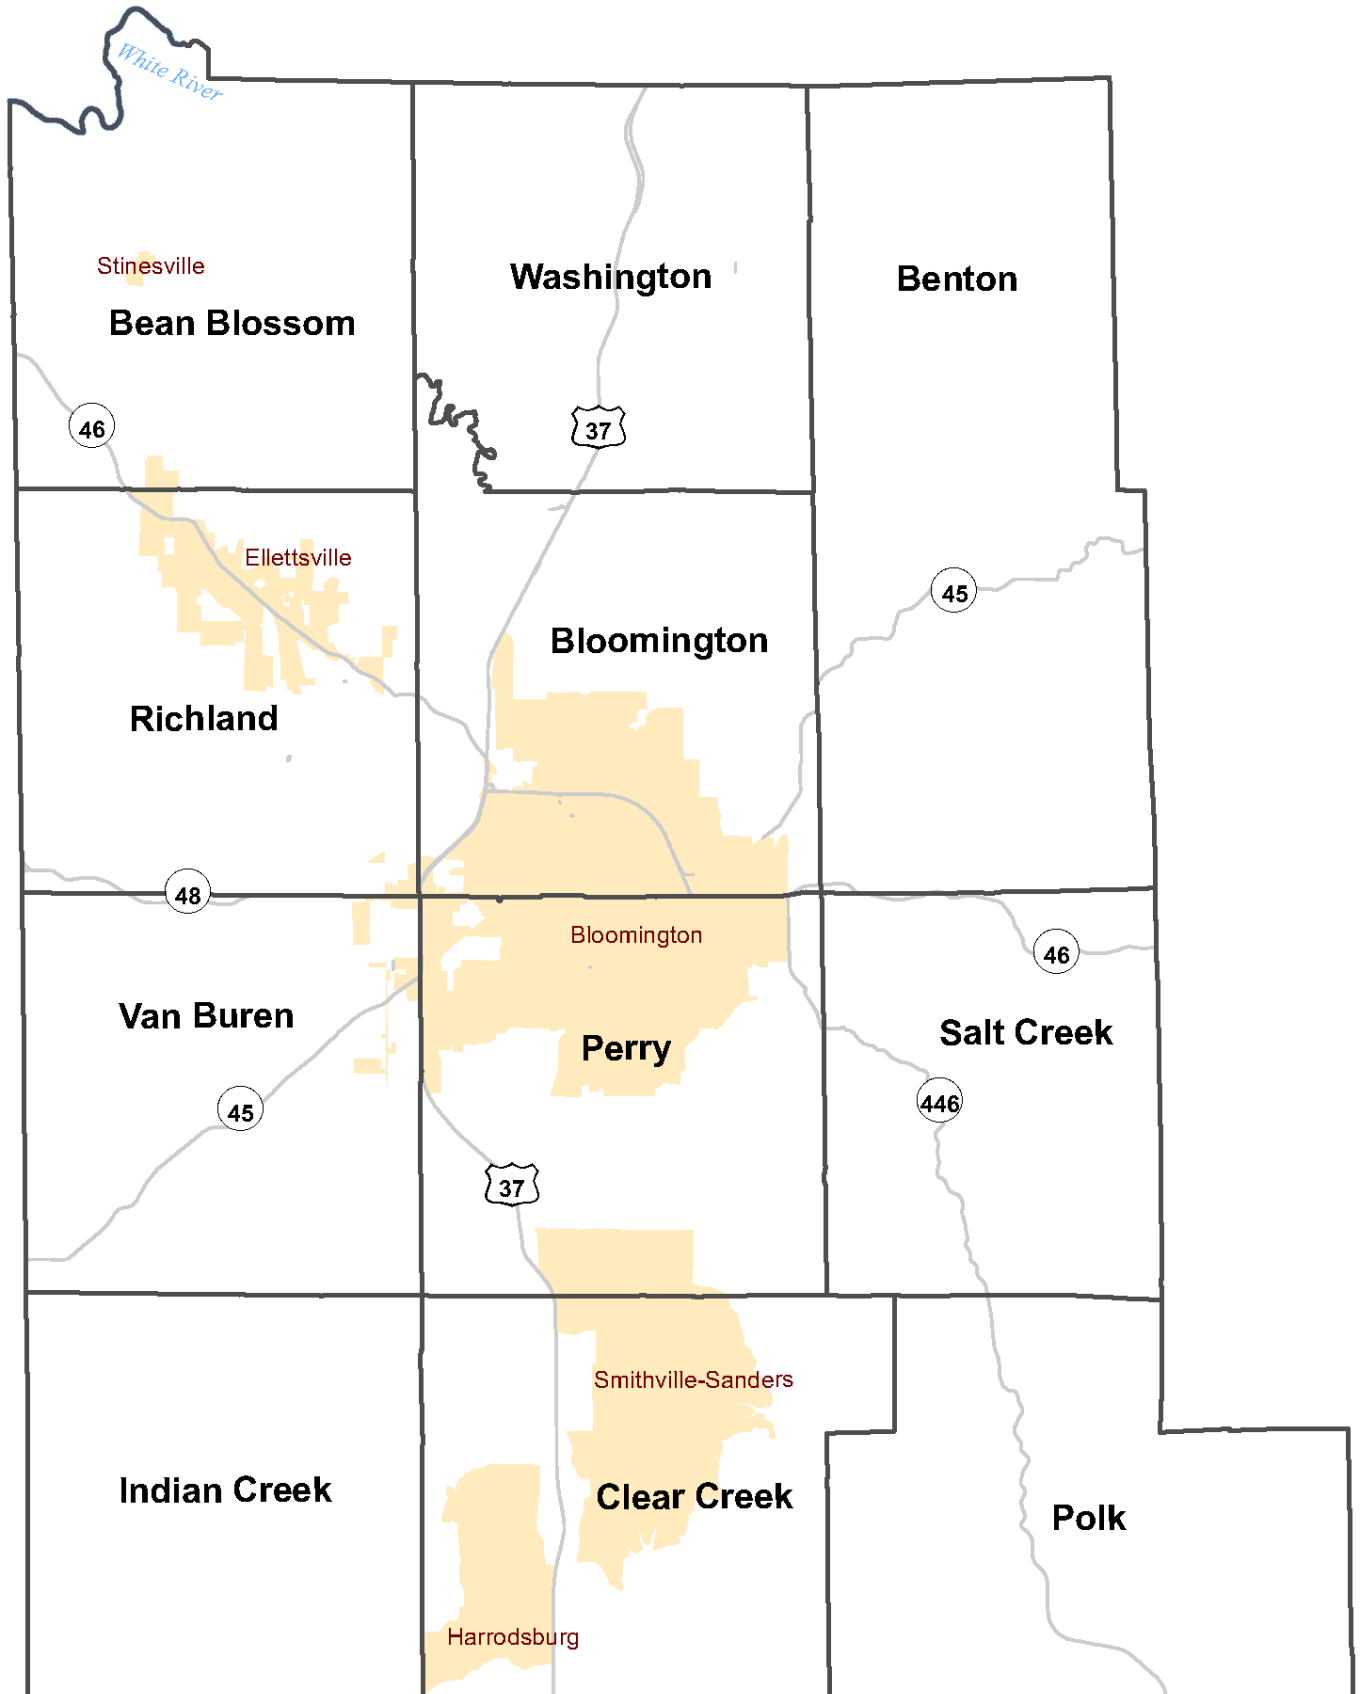 White River
Stinesville
Washington
Benton
Bean Blossom
46
37
Ellettsville
45
Bloomington
Richland
48
Bloomington
46
Van Buren
Salt Creek
Perry
446
45
37
Smithville-Sanders
Indian Creek
Clear Creek
Polk
Harrodsburg